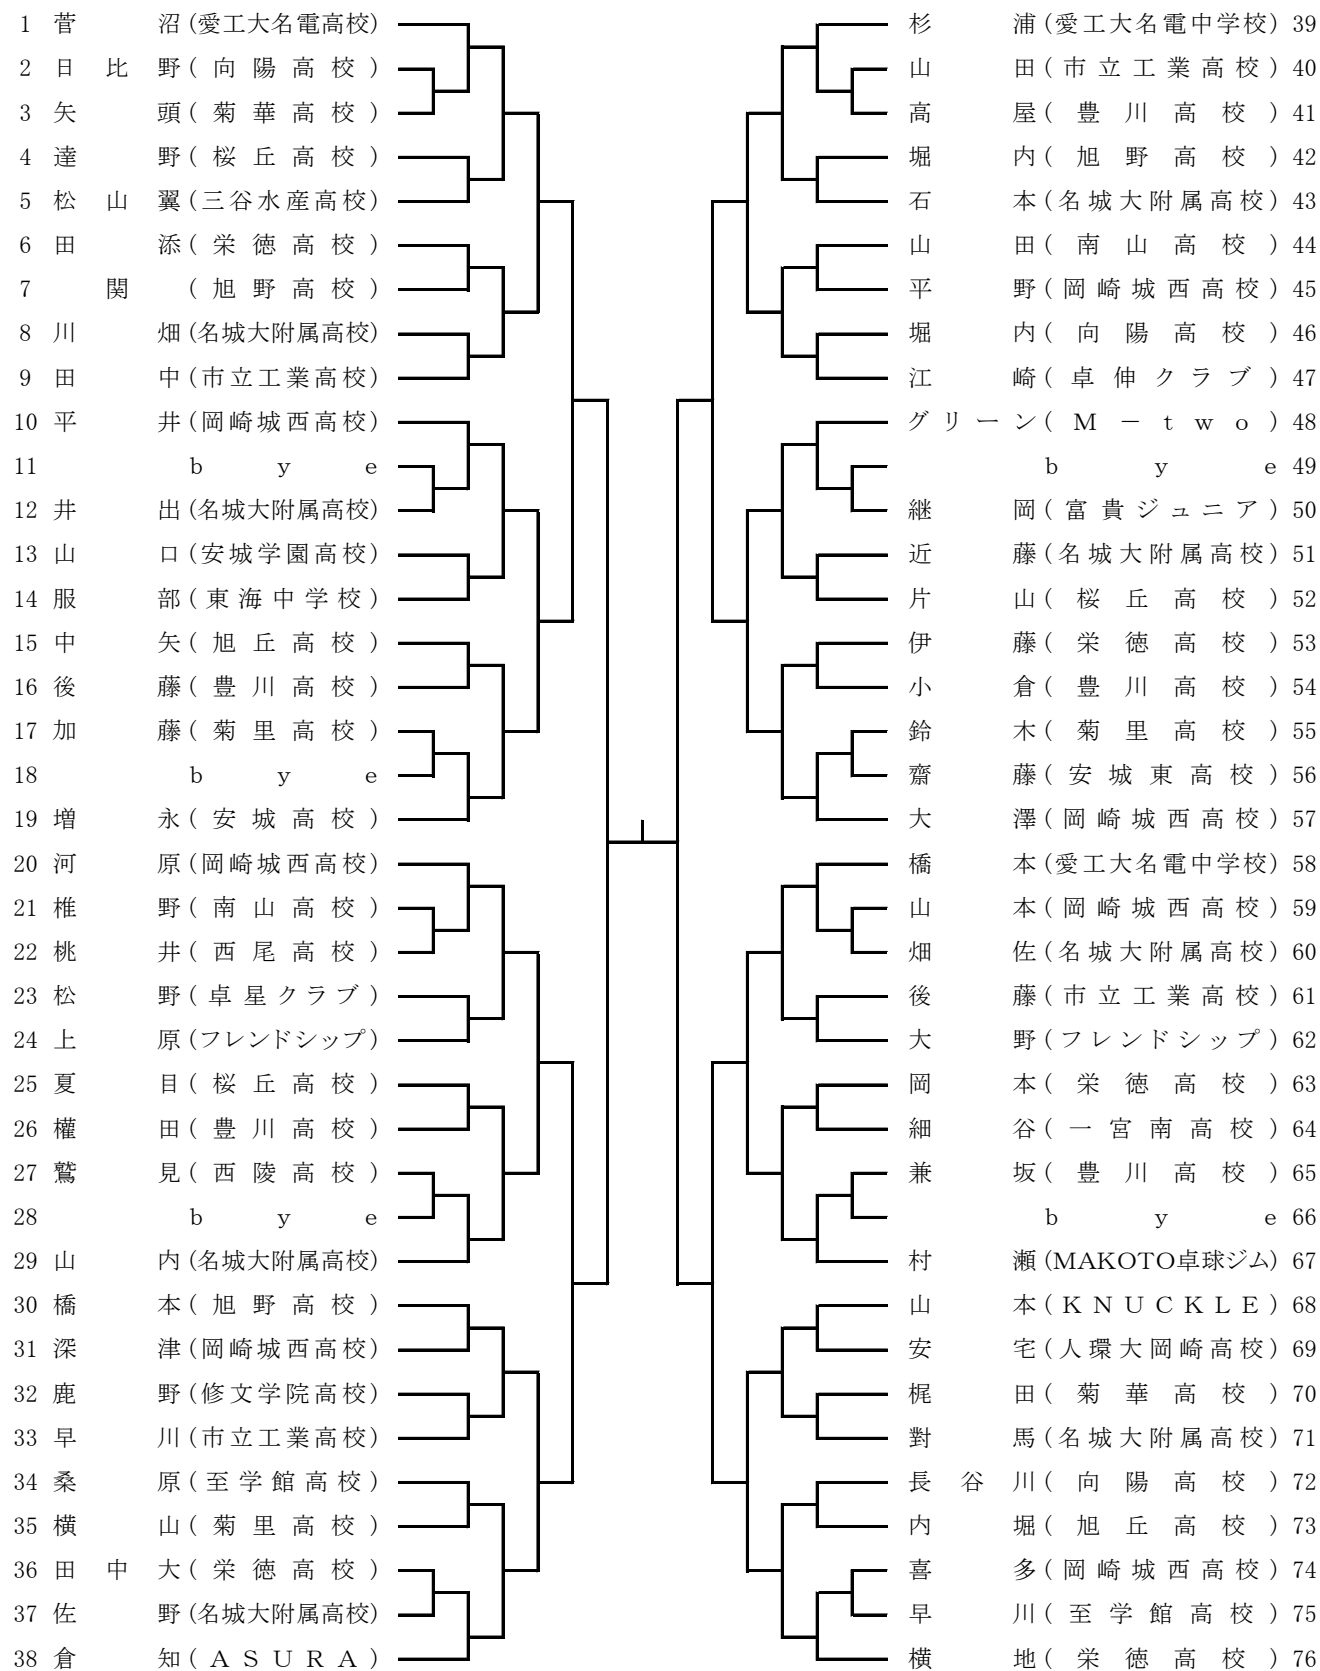 1 菅沼(愛工大名電高校)
2 日比野(向陽高校)
3 矢頭(菊華高校)
4 達野(桜丘高校)
5 松山翼(三谷水産高校)
6 田添(栄徳高校)
7 関(旭野高校)
8 川畑(名城大附属高校)
9 田中(市立工業高校)
10 平井(岡崎城西高校)
11 bye
12 井出(名城大附属高校)
13 山口(安城学園高校)
14 服部(東海中学校)
15 中矢(旭丘高校)
16 後藤(豊川高校)
17 加藤(菊里高校)
18 bye
19 増永(安城高校)
20 河原(岡崎城西高校)
21 椎野(南山高校)
22 桃井(西尾高校)
23 松野(卓星クラブ)
24 上原(フレンドシップ)
25 夏目(桜丘高校)
26 権田(豊川高校)
27 鷲見(西陵高校)
28 bye
29 山内(名城大附属高校)
30 橋本(旭野高校)
31 深津(岡崎城西高校)
32 鹿野(修文学院高校)
33 早川(市立工業高校)
34 桑原(至学館高校)
35 横山(菊里高校)
36 田中大(栄徳高校)
37 佐野(名城大附属高校)
38 倉知(ASURA)
杉浦(愛工大名電中学校) 39
山田(市立工業高校) 40
高屋(豊川高校) 41
堀内(旭野高校) 42
石本(名城大附属高校) 43
山田(南山高校) 44
平野(岡崎城西高校) 45
堀内(向陽高校) 46
江崎(卓伸クラブ) 47
グリーン(M－two) 48
bye 49
継岡(富貴ジュニア) 50
近藤(名城大附属高校) 51
片山(桜丘高校) 52
伊藤(栄徳高校) 53
小倉(豊川高校) 54
鈴木(菊里高校) 55
齋藤(安城東高校) 56
大澤(岡崎城西高校) 57
橋本(愛工大名電中学校) 58
山本(岡崎城西高校) 59
畑佐(名城大附属高校) 60
後藤(市立工業高校) 61
大野(フレンドシップ) 62
岡本(栄徳高校) 63
細谷(一宮南高校) 64
兼坂(豊川高校) 65
bye 66
村瀬(MAKOTO卓球ジム) 67
山本(KNUCKLE) 68
安宅(人環大岡崎高校) 69
梶田(菊華高校) 70
對馬(名城大附属高校) 71
長谷川(向陽高校) 72
内堀(旭丘高校) 73
喜多(岡崎城西高校) 74
早川(至学館高校) 75
横地(栄徳高校) 76